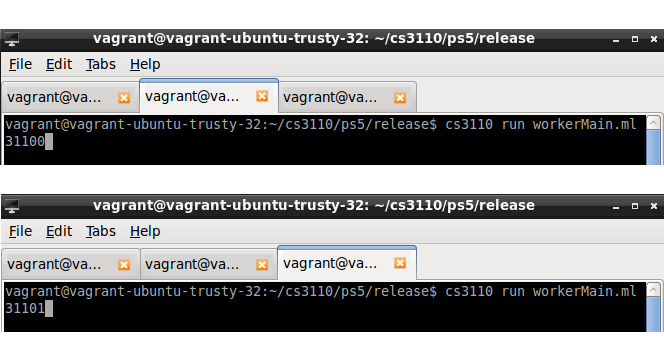 vagrant@vagrant-ubuntu-trusty-32: ~/cs3110/ps5/release
File Edit Tabs Help
vagrant@va... vagrant@va... vagrant@va...
vagrant@vagrant-ubuntu-trusty-32:~/cs3110/ps5/release$ cs3110 run workerMain.ml
31100
vagrant@vagrant-ubuntu-trusty-32: ~/cs3110/ps5/release
File Edit Tabs Help
vagrant@va... vagrant@va... vagrant@va...
vagrant@vagrant-ubuntu-trusty-32:~/cs3110/ps5/release$ cs3110 run workerMain.ml
31101